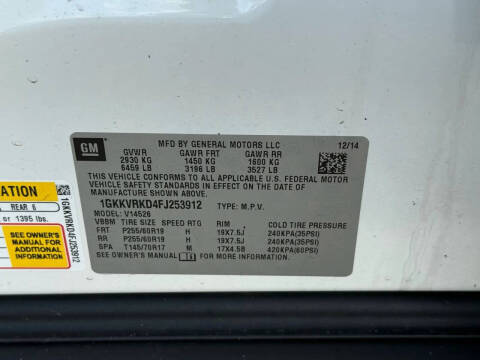 GM
MFD BY GENERAL MOTORS LLC 12/14
GVWR GAWR FRT GAWR RR
2930 KG 1450 KG 1600 KG
6459 LB 3196 LB 3527 LB
THIS VEHICLE CONFORMS TO ALL APPLICABLE U.S. FEDERAL MOTOR
VEHICLE SAFETY STANDARDS IN EFFECT ON THE DATE OF
MANUFACTURE SHOWN ABOVE.
1GKKVRKD4FJ253912 TYPE: M.P.V.
MODEL: V14526
VBBM TIRE SIZE SPEED RTG RIM COLD TIRE PRESSURE
FRT P255/60R19 H 19X7.5J 240KPA(35PSI)
RR P255/60R19 H 19X7.5J 240KPA(35PSI)
SPA T145/70R17 M 17X4.5B 420KPA(60PSI)
SEE OWNER'S MANUAL FOR ADDITIONAL INFORMATION.
ATION
REAR 6
or 1395 lbs.
SEE OWNER'S
MANUAL FOR
ADDITIONAL
INFORMATION
1GKKVRKD4FJ253912